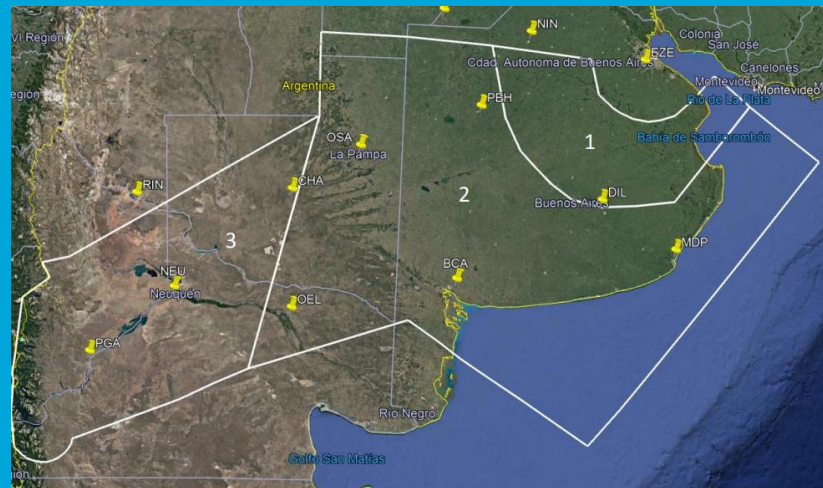 VI Región
NIN
Colonia
San José
EZE
Canelones
Cdad. Autonoma de Buenos Aires
Montevideo
Montevideo
Argentina
Rio de La Plata
PBH
Bahía de Samborombón
OSA
La Pampa
1
RIN
CHA
2
DIL
Buenos Aires
3
MDP
NEU
Neuquén
BCA
OEL
PGA
Río Negro
Golfo San Matías